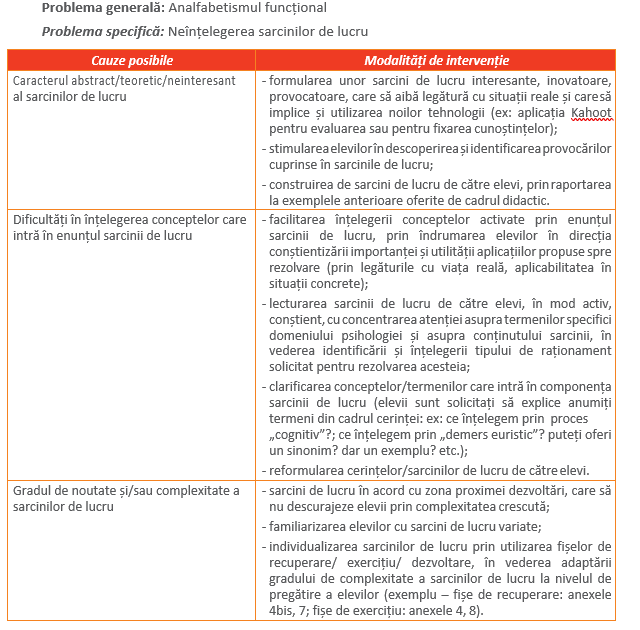 Problema generală: Analfabetismul funcțional
Problema specifică: Neînțelegerea sarcinilor de lucru
Cauze posibile
Modalități de intervenție
Caracterul abstract/teoretic/neinteresant
al sarcinilor de lucru
- formularea unor sarcini de lucru interesante, inovatoare,
provocatoare, care să aibă legătură cu situații reale și care să
implice și utilizarea noilor tehnologii (ex: aplicația Kahoot
pentru evaluarea sau pentru fixarea cunoștințelor);
- stimularea elevilor în descoperirea și identificarea provocărilor
cuprinse în sarcinile de lucru;
- construirea de sarcini de lucru de către elevi, prin raportarea
la exemplele anterioare oferite de cadrul didactic.
Dificultăți în înțelegerea conceptelor care
intră în enunțul sarcinii de lucru
- facilitarea înțelegerii conceptelor activate prin enunțul
sarcinii de lucru, prin îndrumarea elevilor în direcția
conștientizării importanței și utilității aplicațiilor propuse spre
rezolvare (prin legăturile cu viața reală, aplicabilitatea în
situații concrete);
- lecturarea sarcinii de lucru de către elevi, în mod activ,
conștient, cu concentrarea atenției asupra termenilor specifici
domeniului psihologiei și asupra conținutului sarcinii, în
vederea identificării și înțelegerii tipului de raționament
solicitat pentru rezolvarea acesteia;
- clarificarea conceptelor/termenilor care intră în componența
sarcinii de lucru (elevii sunt solicitați să explice anumiți
termeni din cadrul cerinței: ex: ce înțelegem prin proces
„cognitiv”?; ce înțelegem prin „demers euristic”? puteți oferi
un sinonim? dar un exemplu? etc.);
- reformularea cerințelor/sarcinilor de lucru de către elevi.
Gradul de noutate și/sau complexitate a
sarcinilor de lucru
- sarcini de lucru în acord cu zona proximei dezvoltări, care să
nu descurajeze elevii prin complexitatea crescută;
- familiarizarea elevilor cu sarcini de lucru variate;
- individualizarea sarcinilor de lucru prin utilizarea fișelor de
recuperare/ exercițiu/ dezvoltare, în vederea adaptării
gradului de complexitate a sarcinilor de lucru la nivelul de
pregătire a elevilor (exemplu – fișe de recuperare: anexele
4bis, 7; fișe de exercițiu: anexele 4, 8).